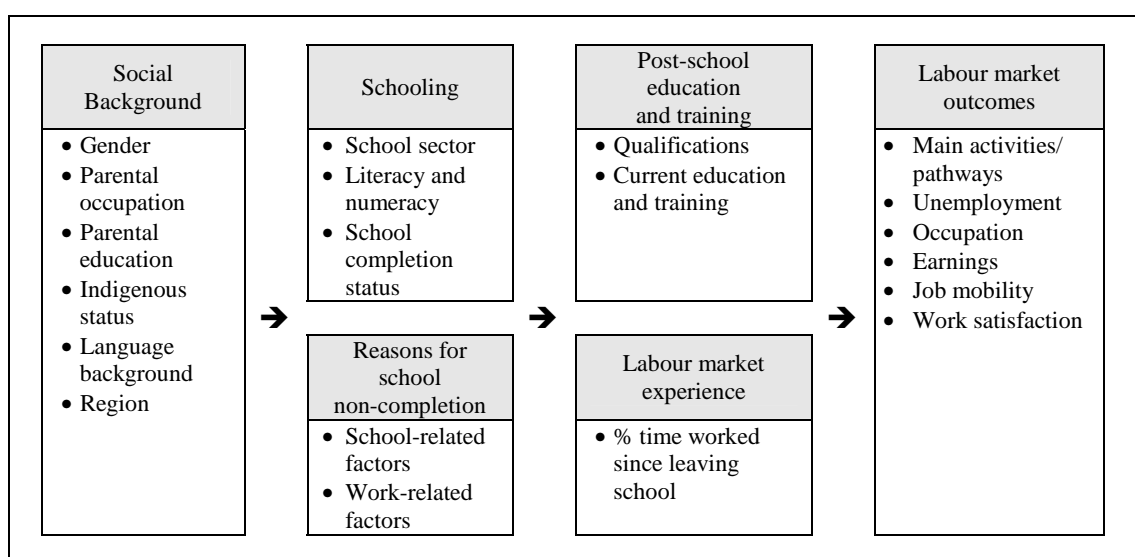 Social
Background
• Gender
• Parental
occupation
• Parental
education
• Indigenous
status
• Language
background
• Region
➔
Schooling
• School sector
• Literacy and
numeracy
• School
completion
status
Reasons for
school
non-completion
• School-related
factors
• Work-related
factors
➔
Post-school
education
and training
• Qualifications
• Current education
and training
Labour market
experience
• % time worked
since leaving
school
➔
Labour market
outcomes
• Main activities/
pathways
• Unemployment
• Occupation
• Earnings
• Job mobility
• Work satisfaction